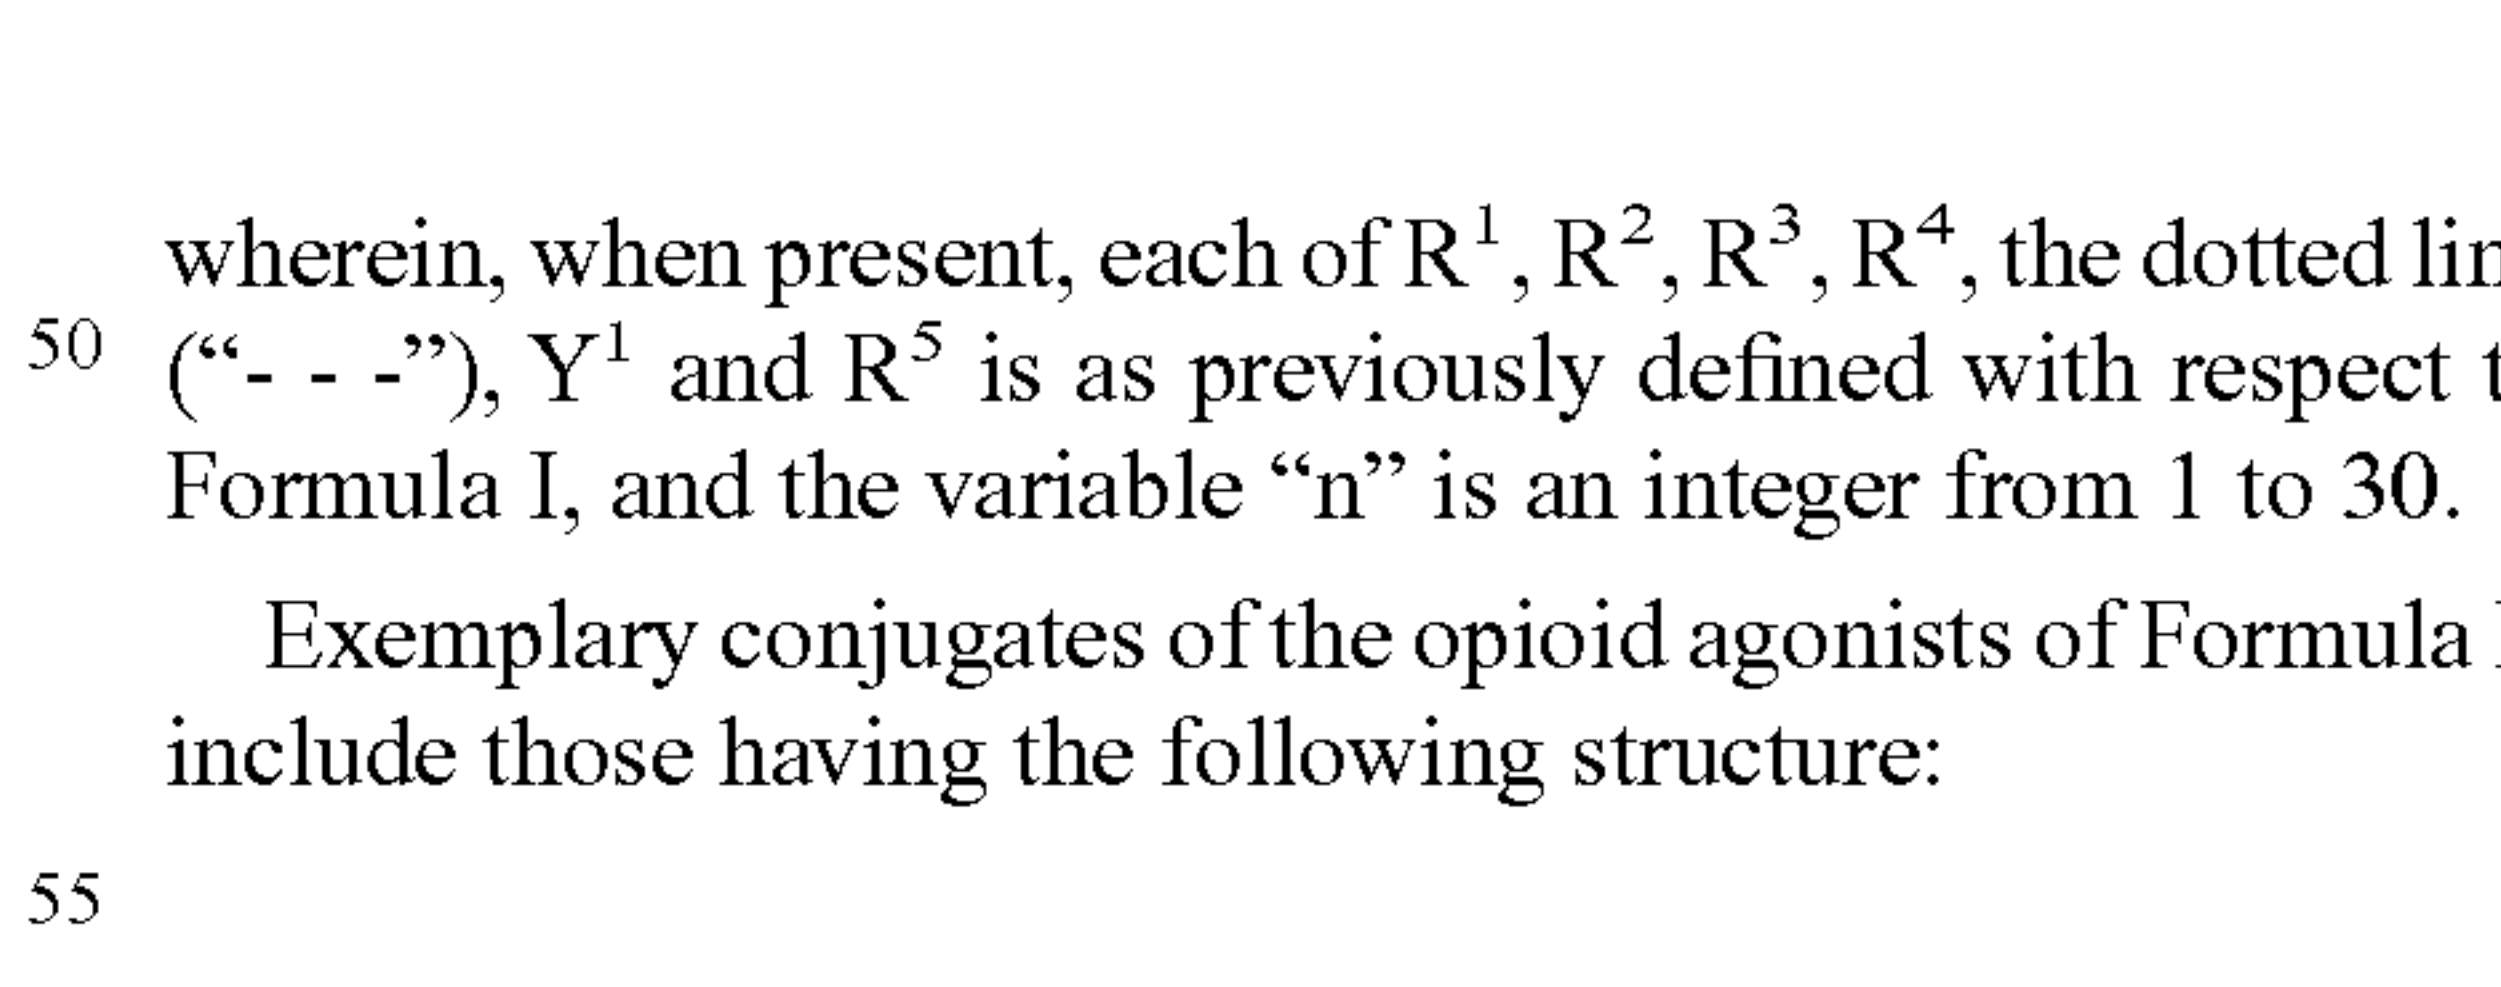 wherein, when present, each of R¹, R², R³, R⁴, the dotted
50 (“- - -”), Y¹ and R⁵ is as previously defined with respect
Formula I, and the variable “n” is an integer from 1 to 30.
Exemplary conjugates of the opioid agonists of Formula
include those having the following structure:
55